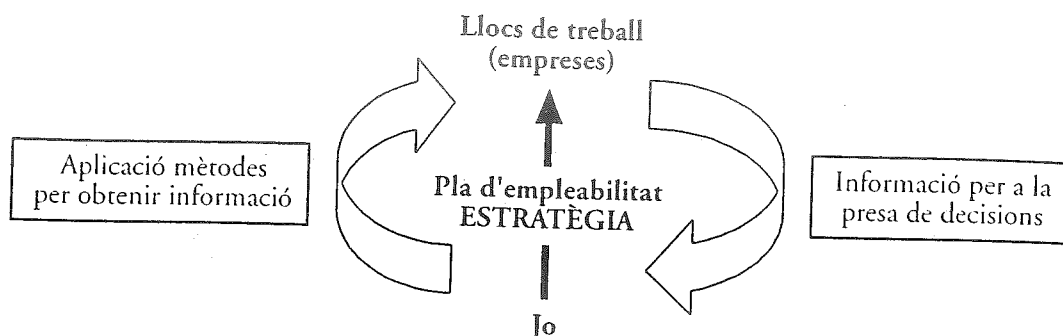 Llocs de treball
(empreses)
Aplicació mètodes
per obtenir informació
Pla d'empleabilitat
ESTRATÈGIA
Informació per a la
presa de decisions
Jo